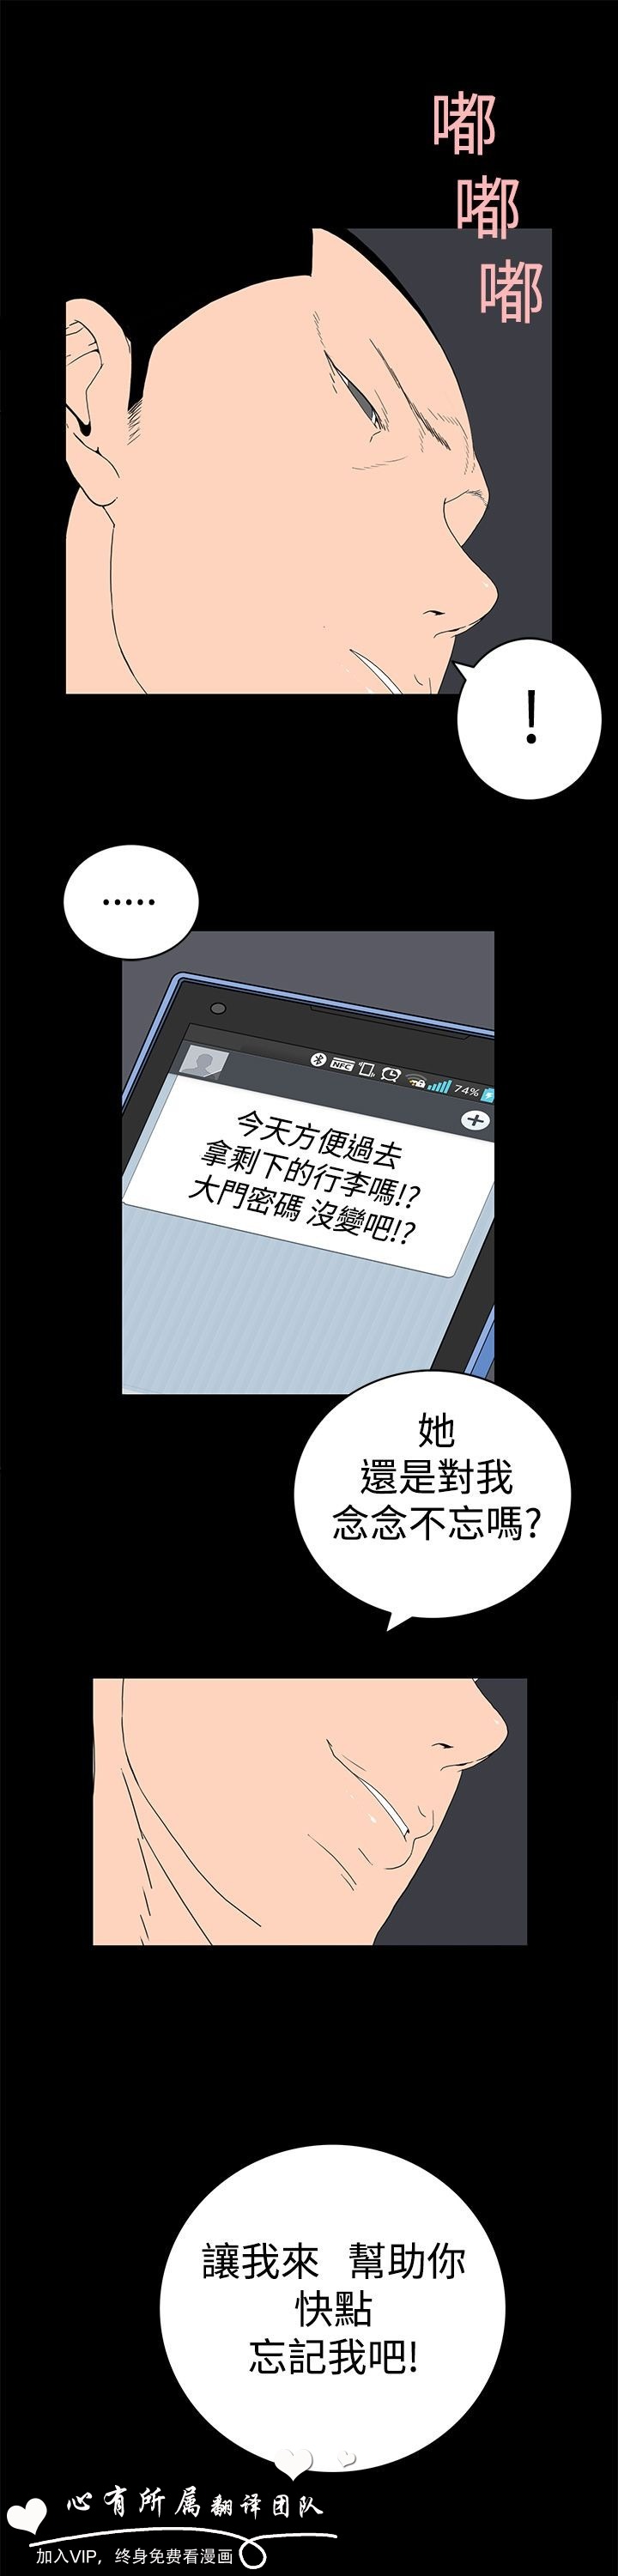 嘟
嘟
嘟
!
.....
NFC 74%
今天方便過去
拿剩下的行李嗎!?
大門密碼 沒變吧!?
她
還是對我
念念不忘嗎?
讓我來 幫助你
快點
忘記我吧!
心有所属翻译团队
加入VIP，终身免费看漫画